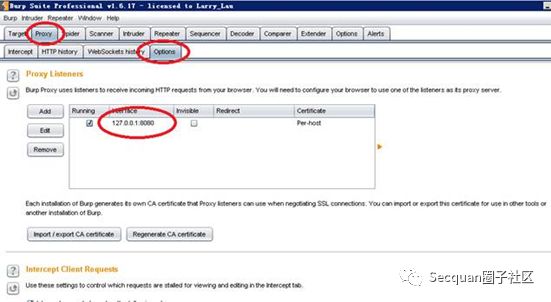 Burp Suite Professional v1.6.17 - licensed to Larry_Lau
Burp Intruder Repeater Window Help
Target Proxy Spider Scanner Intruder Repeater Sequencer Decoder Comparer Extender Options Alerts
Intercept HTTP history WebSockets history Options
Proxy Listeners
Burp Proxy uses listeners to receive incoming HTTP requests from your browser. You will need to configure your browser to use one of the listeners as its proxy server.
Add
Running Interface Invisible Redirect Certificate
127.0.0.1:8080 Per-host
Edit
Remove
Each installation of Burp generates its own CA certificate that Proxy listeners can use when negotiating SSL connections. You can import or export this certificate for use in other tools or
another installation of Burp.
Import / export CA certificate Regenerate CA certificate
Intercept Client Requests
Use these settings to control which requests are stalled for viewing and editing in the Intercept tab.
Secquan圈子社区